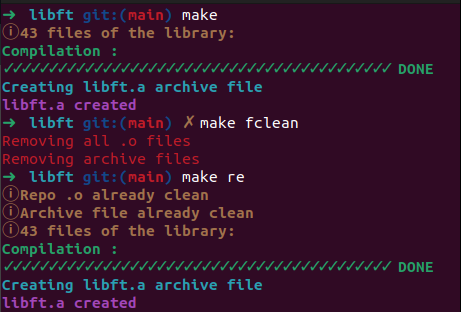 ➜ libft git:(main) make
ⓘ43 files of the library:
Compilation :
✓✓✓✓✓✓✓✓✓✓✓✓✓✓✓✓✓✓✓✓✓✓✓✓✓✓✓✓✓✓✓✓✓✓✓✓✓✓✓✓✓✓✓ DONE
Creating libft.a archive file
libft.a created
➜ libft git:(main) ✗ make fclean
Removing all .o files
Removing archive files
➜ libft git:(main) make re
ⓘRepo .o already clean
ⓘArchive file already clean
ⓘ43 files of the library:
Compilation :
✓✓✓✓✓✓✓✓✓✓✓✓✓✓✓✓✓✓✓✓✓✓✓✓✓✓✓✓✓✓✓✓✓✓✓✓✓✓✓✓✓✓✓ DONE
Creating libft.a archive file
libft.a created